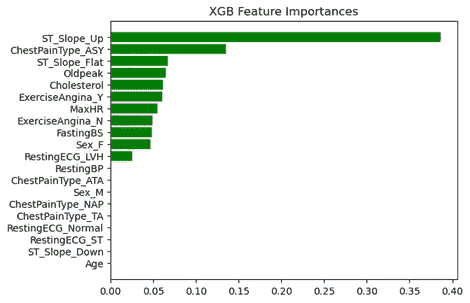 XGB Feature Importances
ST_Slope_Up
ChestPainType_ASY
ST_Slope_Flat
Oldpeak
Cholesterol
ExerciseAngina_Y
MaxHR
ExerciseAngina_N
FastingBS
Sex_F
RestingECG_LVH
RestingBP
ChestPainType_ATA
Sex_M
ChestPainType_NAP
ChestPainType_TA
RestingECG_Normal
RestingECG_ST
ST_Slope_Down
Age
0.00 0.05 0.10 0.15 0.20 0.25 0.30 0.35 0.40